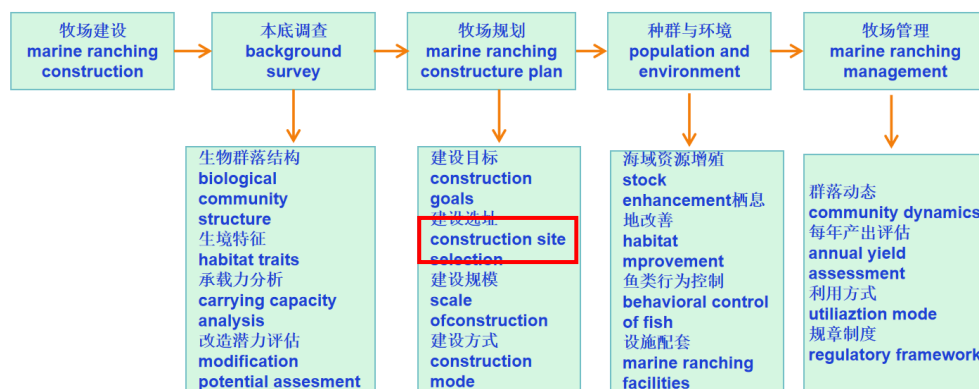 牧场建设
marine ranching
construction
本底调查
background
survey
牧场规划
marine ranching
constructure plan
种群与环境
population and
environment
牧场管理
marine ranching
management
生物群落结构
biological
community
structure
生境特征
habitat traits
承载力分析
carrying capacity
analysis
改造潜力评估
modification
potential assesment
建设目标
construction
goals
建设选址
construction site
selection
建设规模
scale
ofconstruction
建设方式
construction
mode
海域资源增殖
stock
enhancement栖息
地改善
habitat
mprovement
鱼类行为控制
behavioral control
of fish
设施配套
marine ranching
facilities
群落动态
community dynamics
每年产出评估
annual yield
assessment
利用方式
utiliaztion mode
规章制度
regulatory framework